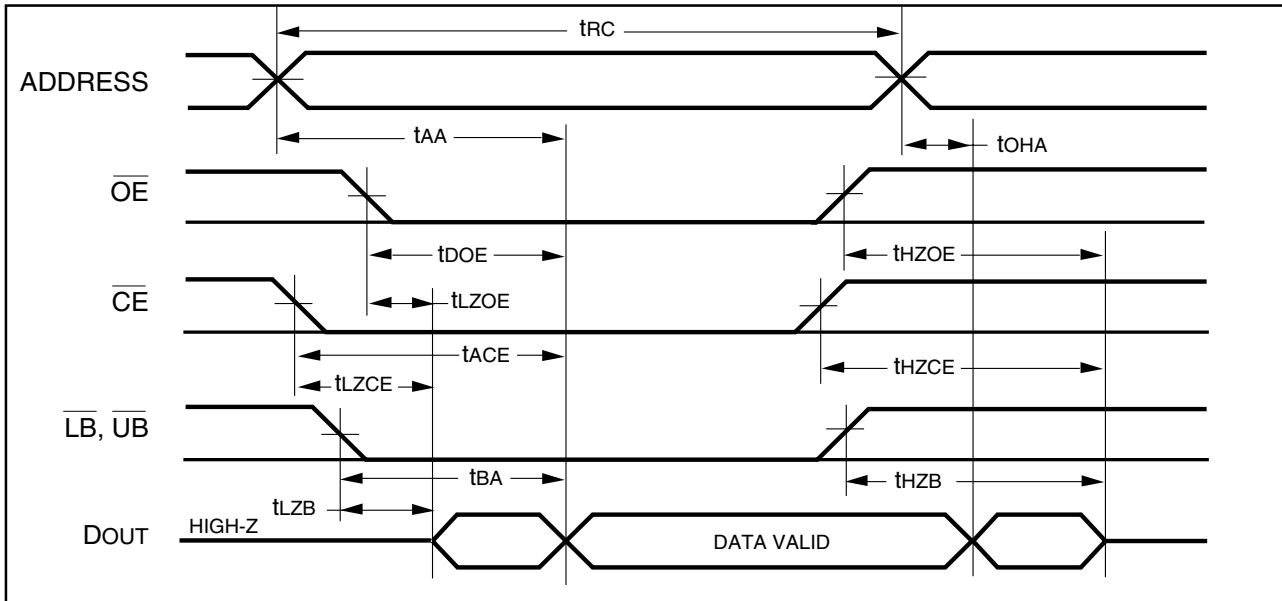 tRC
ADDRESS
tAA
tOHA
OE
tDOE
tHZOE
CE
tLZOE
tACE
tHZCE
tLZCE
LB, UB
tBA
tHZB
tLZB
DOUT
HIGH-Z
DATA VALID